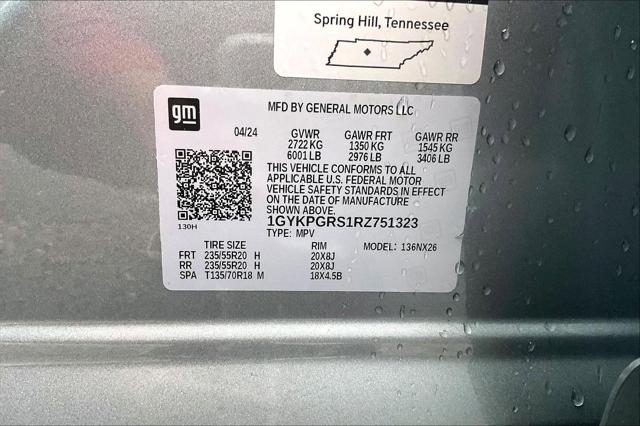 Spring Hill, Tennessee
gm
MFD BY GENERAL MOTORS LLC
04/24 GVWR GAWR FRT GAWR RR
2722 KG 1350 KG 1545 KG
6001 LB 2976 LB 3406 LB
THIS VEHICLE CONFORMS TO ALL
APPLICABLE U.S. FEDERAL MOTOR
VEHICLE SAFETY STANDARDS IN EFFECT
ON THE DATE OF MANUFACTURE
SHOWN ABOVE.
1GYKPGRS1RZ751323
130H
TYPE: MPV
TIRE SIZE RIM MODEL: 136NX26
FRT 235/55R20 H 20X8J
RR 235/55R20 H 20X8J
SPA T135/70R18 M 18X4.5B